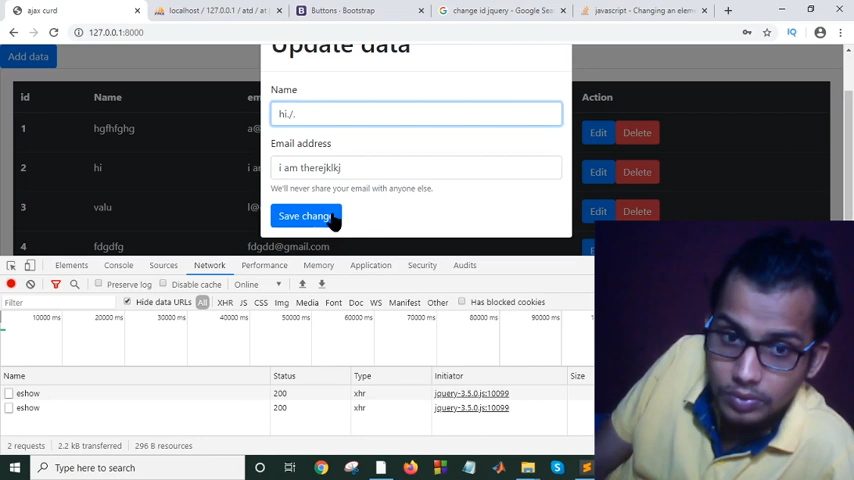 ajax curd
localhost / 127.0.0.1 / atd / at
Buttons · Bootstrap
change id jquery - Google Sea
javascript - Changing an elem
127.0.0.1:8000
Add data
Update data
id Name em Action
Name
hi./.
Email address
i am therejklkj
We'll never share your email with anyone else.
Save change
1 hgfhfghg a@ Edit Delete
2 hi i ar Edit Delete
3 valu l@ Edit Delete
4 fdgdfg fdgdd@gmail.com
Elements Console Sources Network Performance Memory Application Security Audits
Preserve log Disable cache Online
Filter Hide data URLs All XHR JS CSS Img Media Font Doc WS Manifest Other Has blocked cookies
10000 ms 20000 ms 30000 ms 40000 ms 50000 ms 60000 ms 70000 ms 80000 ms 90000 ms
Name Status Type Initiator Size
eshow 200 xhr jquery-3.5.0.js:10099
eshow 200 xhr jquery-3.5.0.js:10099
2 requests 2.2 kB transferred 296 B resources
Type here to search